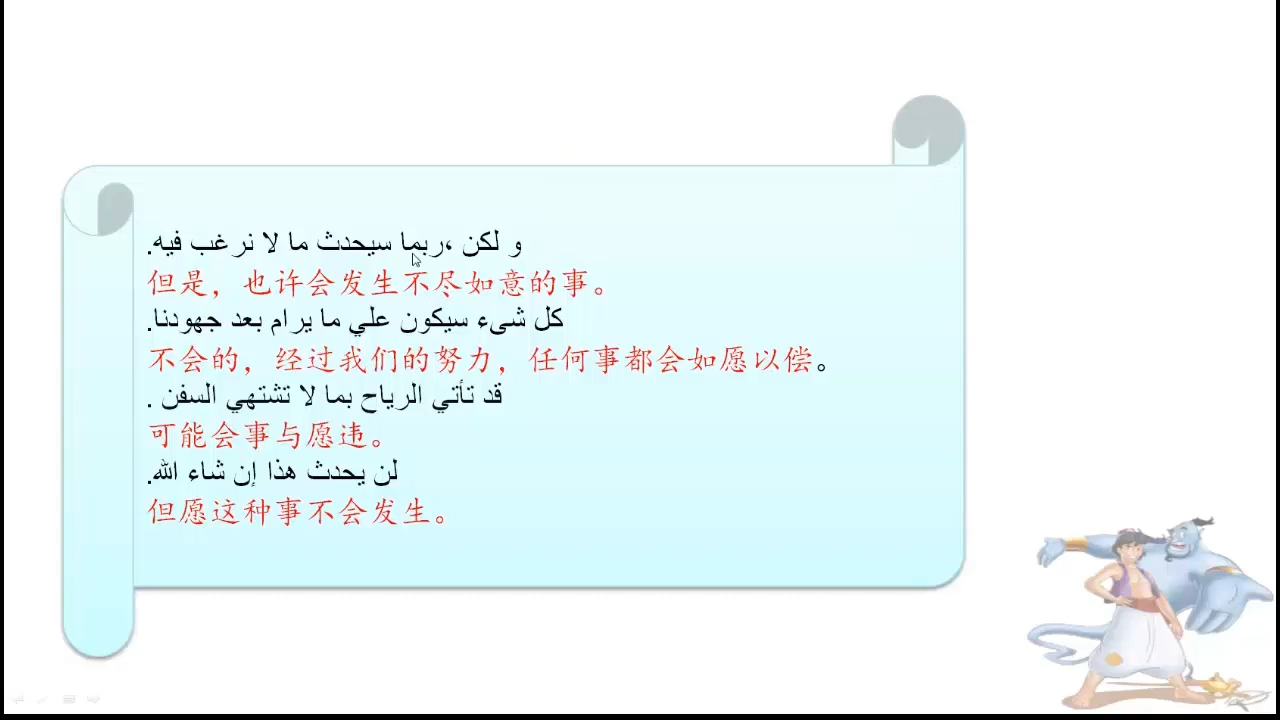 و لكن ،ربما سيحدث ما لا نرغب فيه.
但是，也许会发生不尽如意的事。
كل شىء سيكون علي ما يرام بعد جهودنا.
不会的，经过我们的努力，任何事都会如愿以偿。
قد تأتي الرياح بما لا تشتهي السفن .
可能会事与愿违。
لن يحدث هذا إن شاء الله.
但愿这种事不会发生。